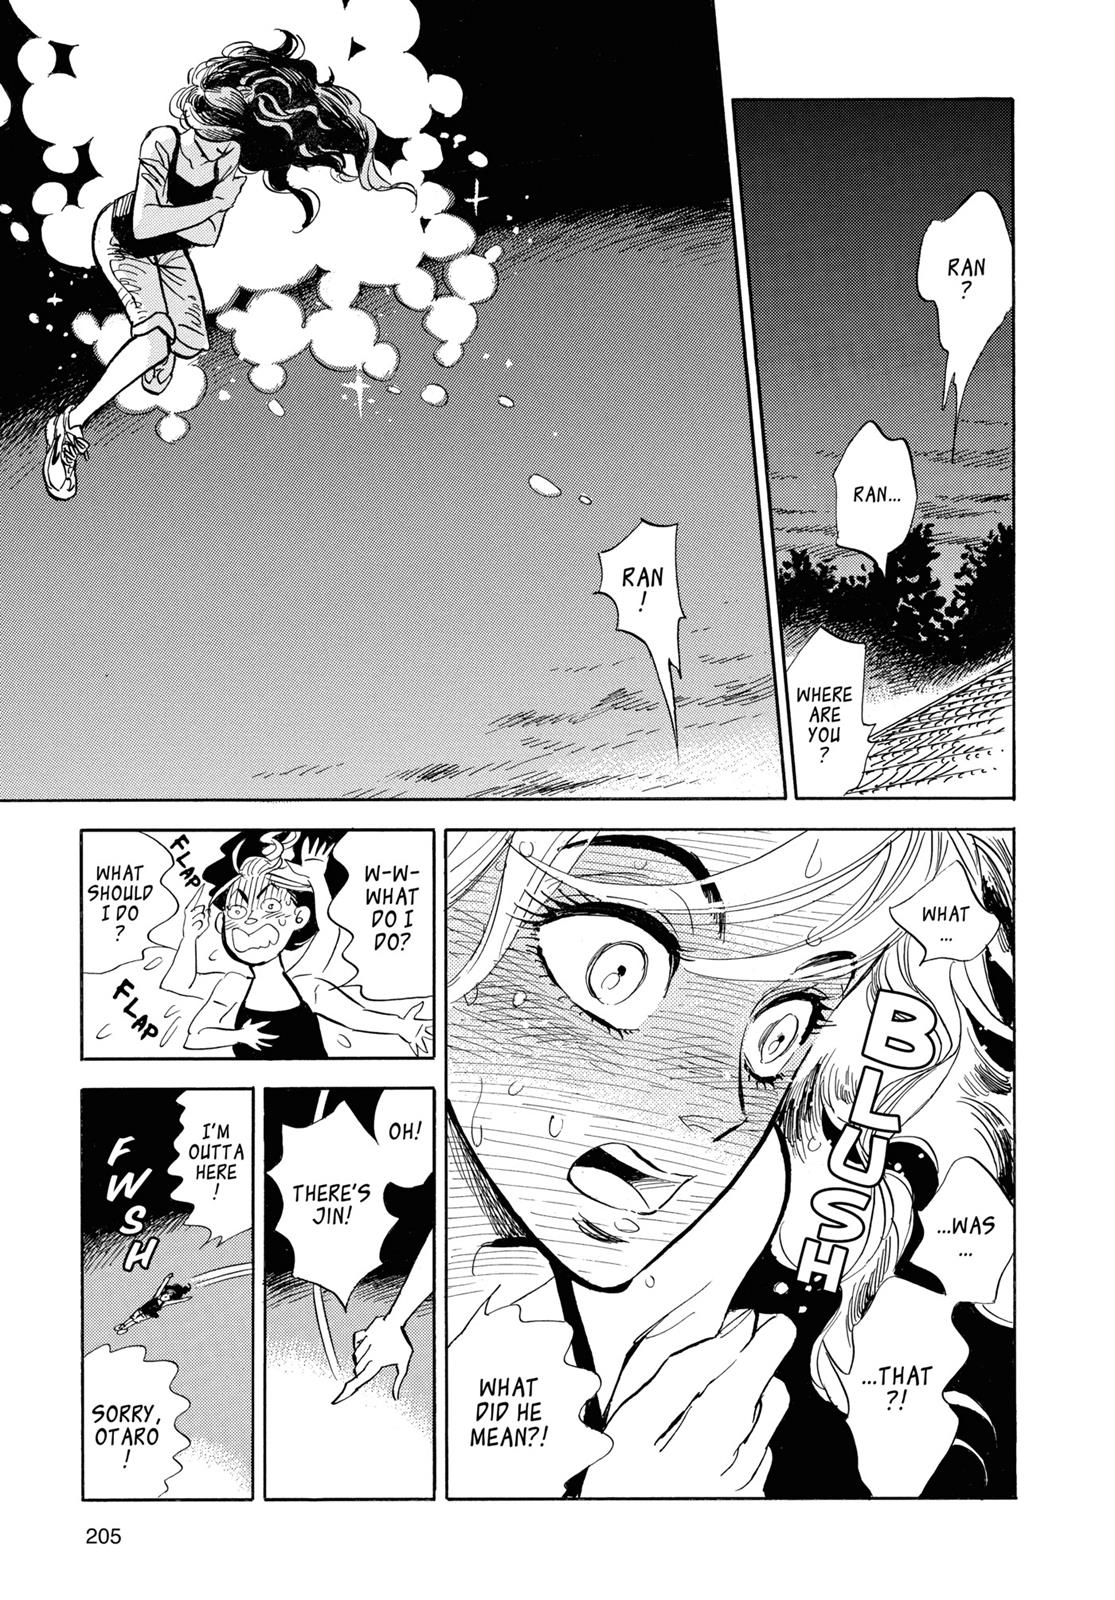 RAN
?
RAN...
WHERE
ARE
YOU
?
RAN
!
WHAT
...
BLUSH
...WAS
...
...THAT
?!
WHAT
DID HE
MEAN?!
W-W-
WHAT
DO I
DO?
FLAP
WHAT
SHOULD
I DO
?
FLAP
OH!
THERE'S
JIN!
I'M
OUTTA
HERE
!
FWSH
SORRY,
OTARO
!
205